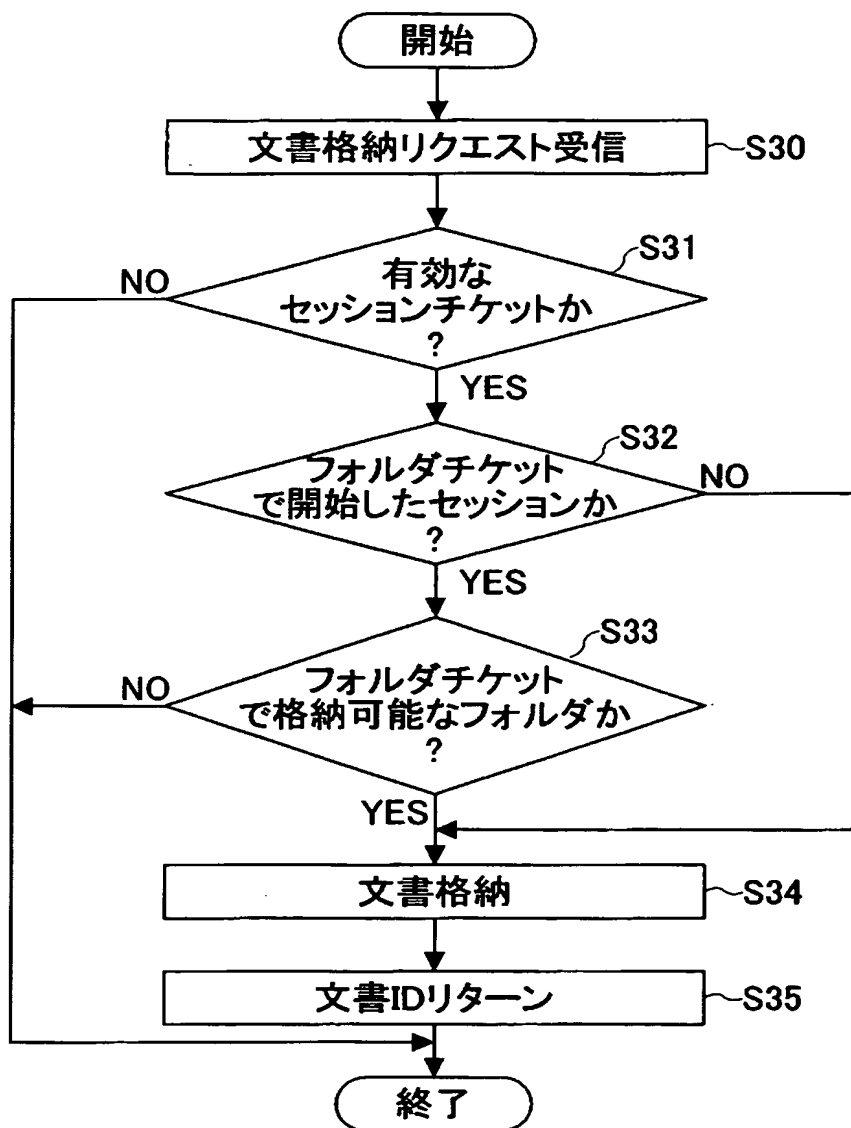 開始
文書格納リクエスト受信
S30
S31
有効な
セッションチケットか
?
NO
YES
S32
フォルダチケット
で開始したセッションか
?
NO
YES
S33
フォルダチケット
で格納可能なフォルダか
?
NO
YES
文書格納
S34
文書IDリターン
S35
終了